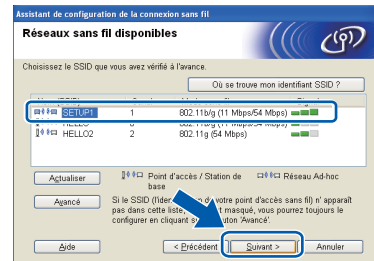 Assistant de configuration de la connexion sans fil
Réseaux sans fil disponibles
Choisissez le SSID que vous avez vérifié à l'avance.
Où se trouve mon identifiant SSID ?
SETUP1 1 802.11b/g (11 Mbps/54 Mbps)
HELLO2 2 802.11g (54 Mbps)
Actualiser
Point d'accès / Station de base
Réseau Ad-hoc
Avancé
Si le SSID (l'iden de votre point d'accès sans fil) n' apparaît
pas dans cette liste, t masqué, vous pourrez toujours le
configurer en cliquant su uton 'Avancé'.
Aide
< Précédent
Suivant >
Annuler